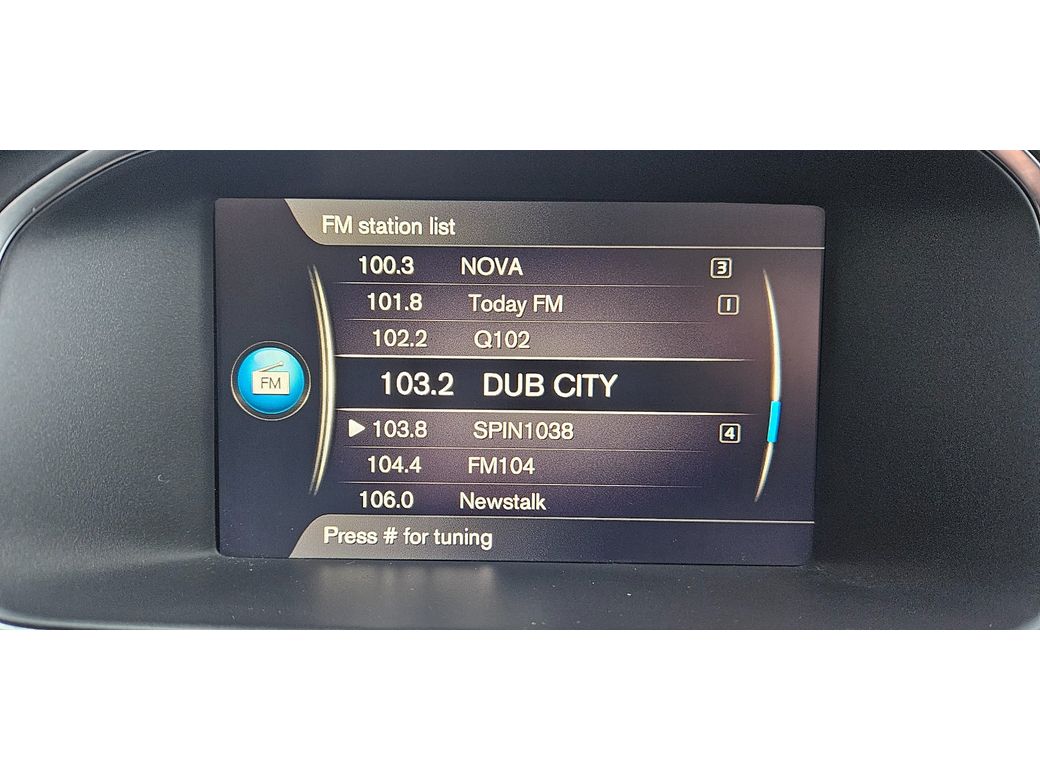 FM station list
100.3 NOVA 3
101.8 Today FM 1
102.2 Q102
FM
103.2 DUB CITY
103.8 SPIN1038 4
104.4 FM104
106.0 Newstalk
Press # for tuning